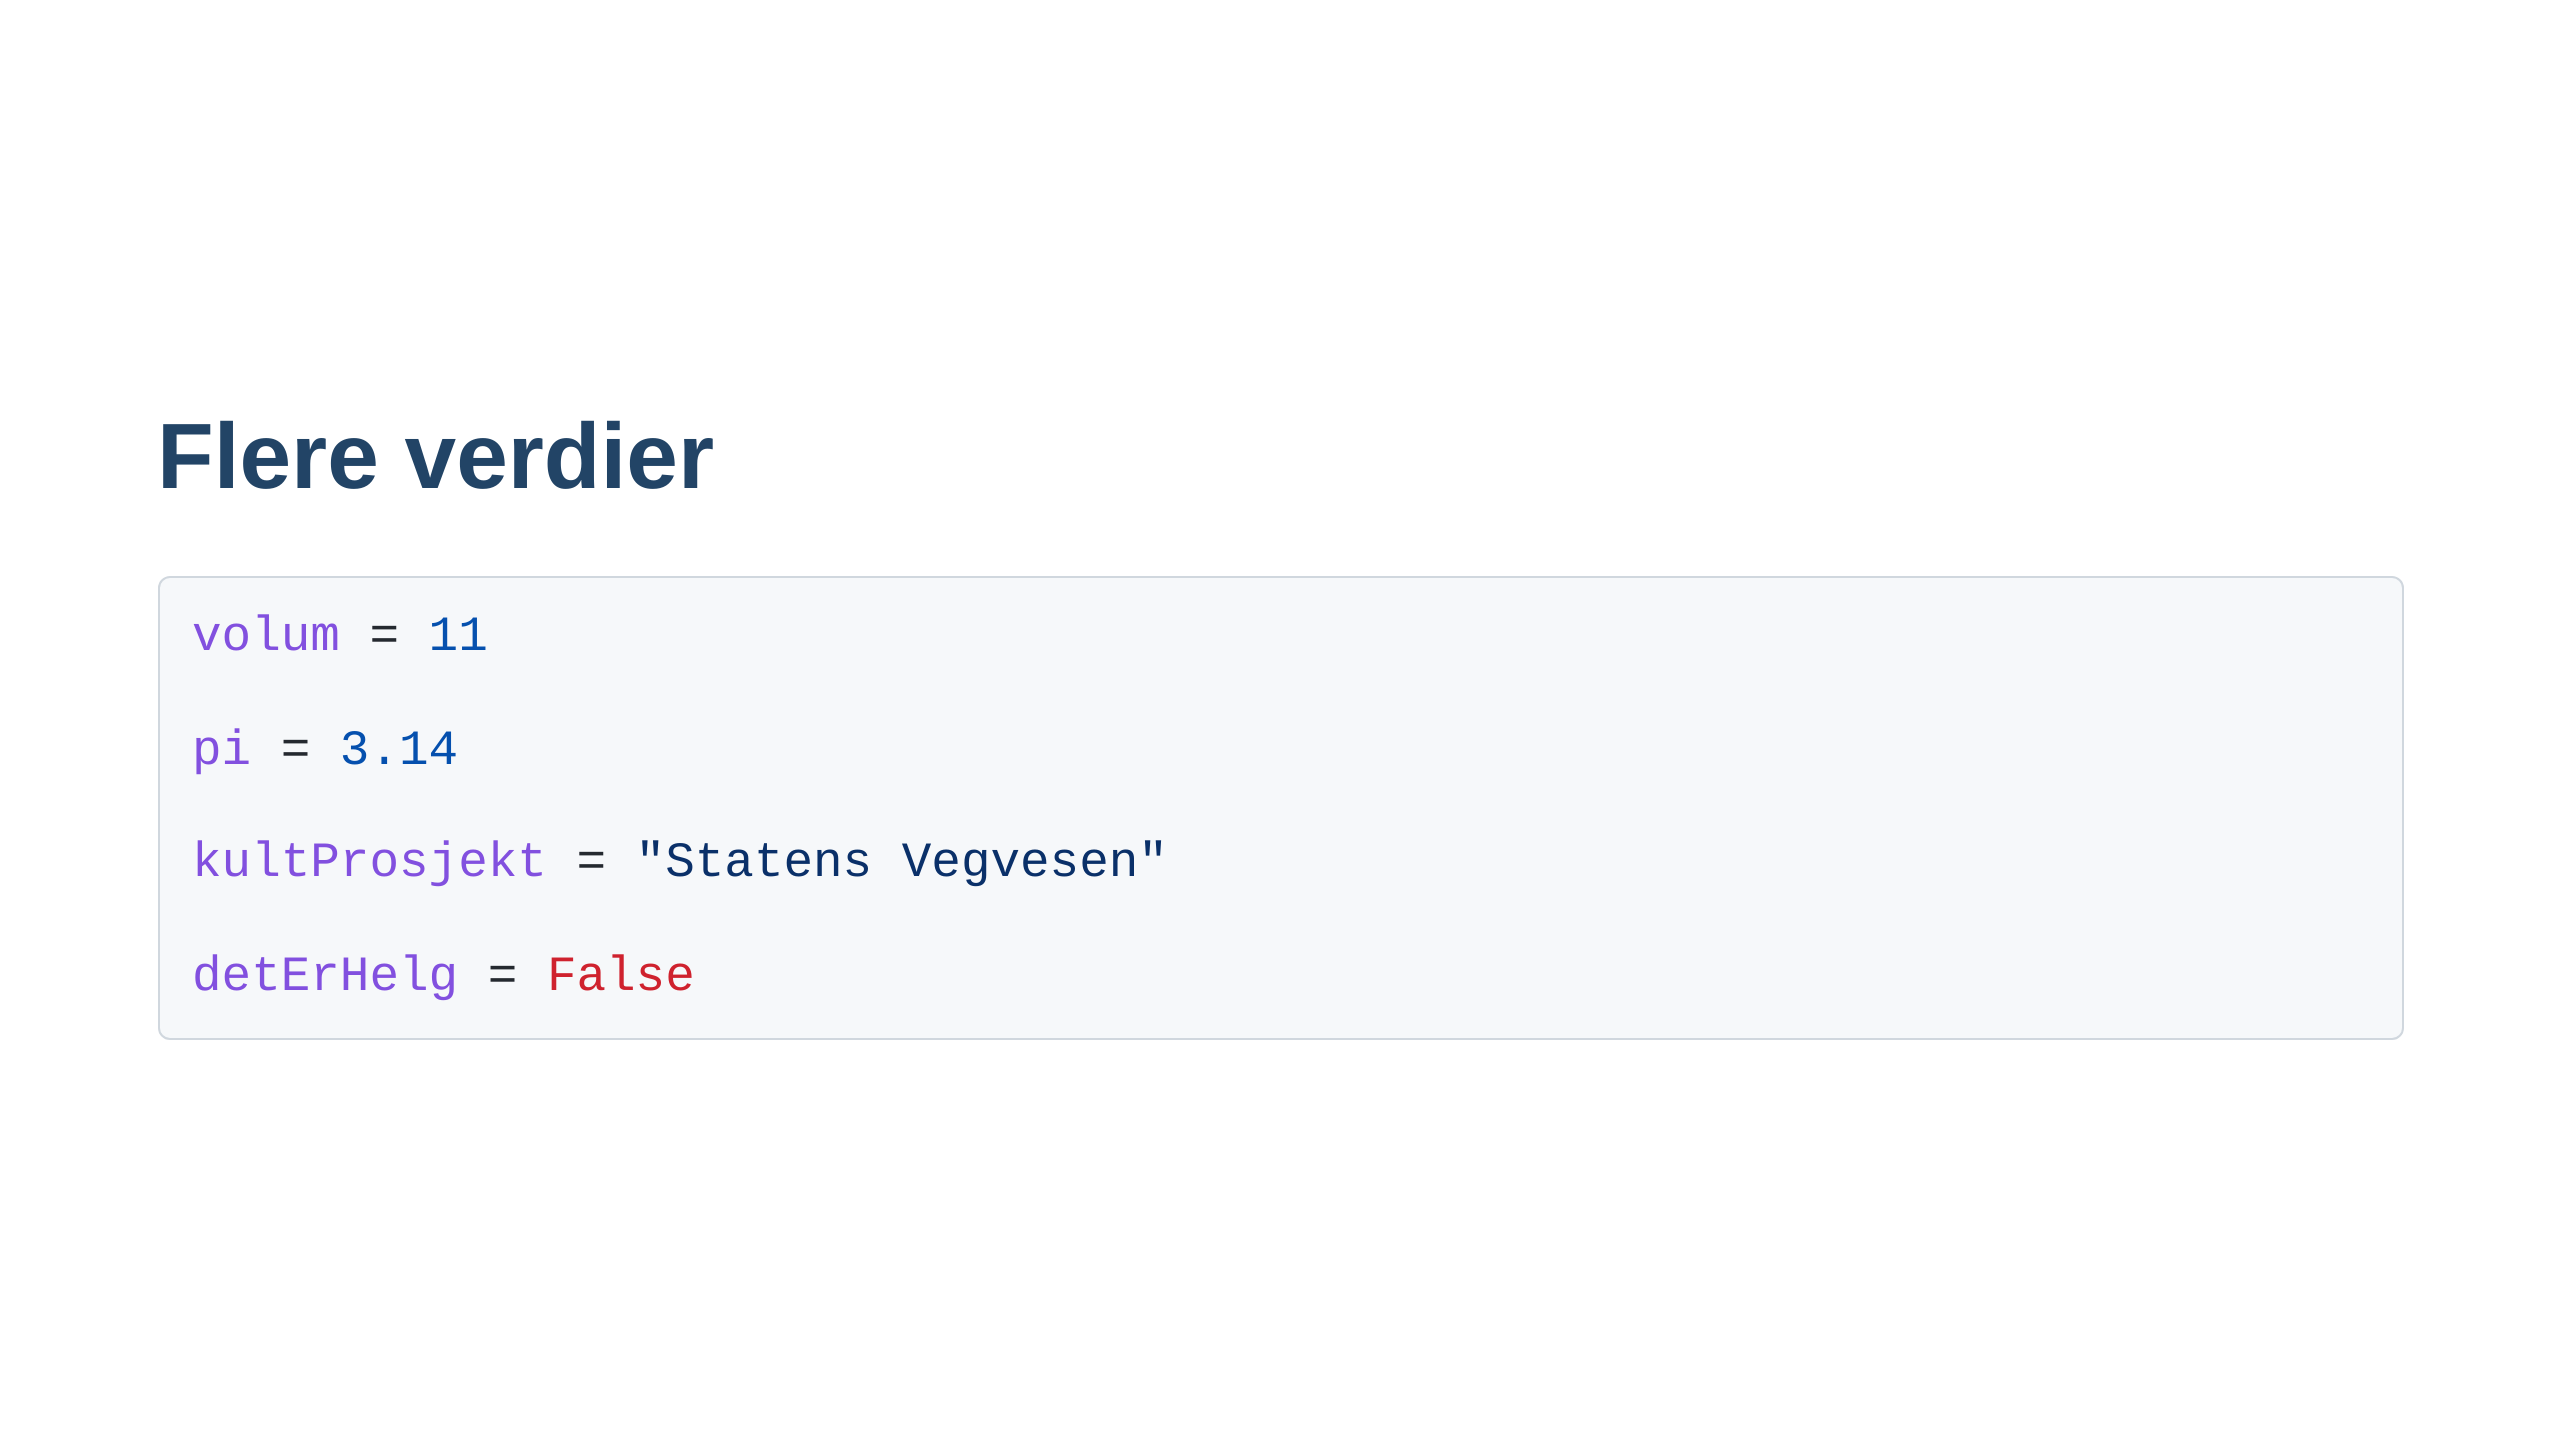 Flere verdier
volum = 11
pi = 3.14
kultProsjekt = "Statens Vegvesen"
detErHelg = False